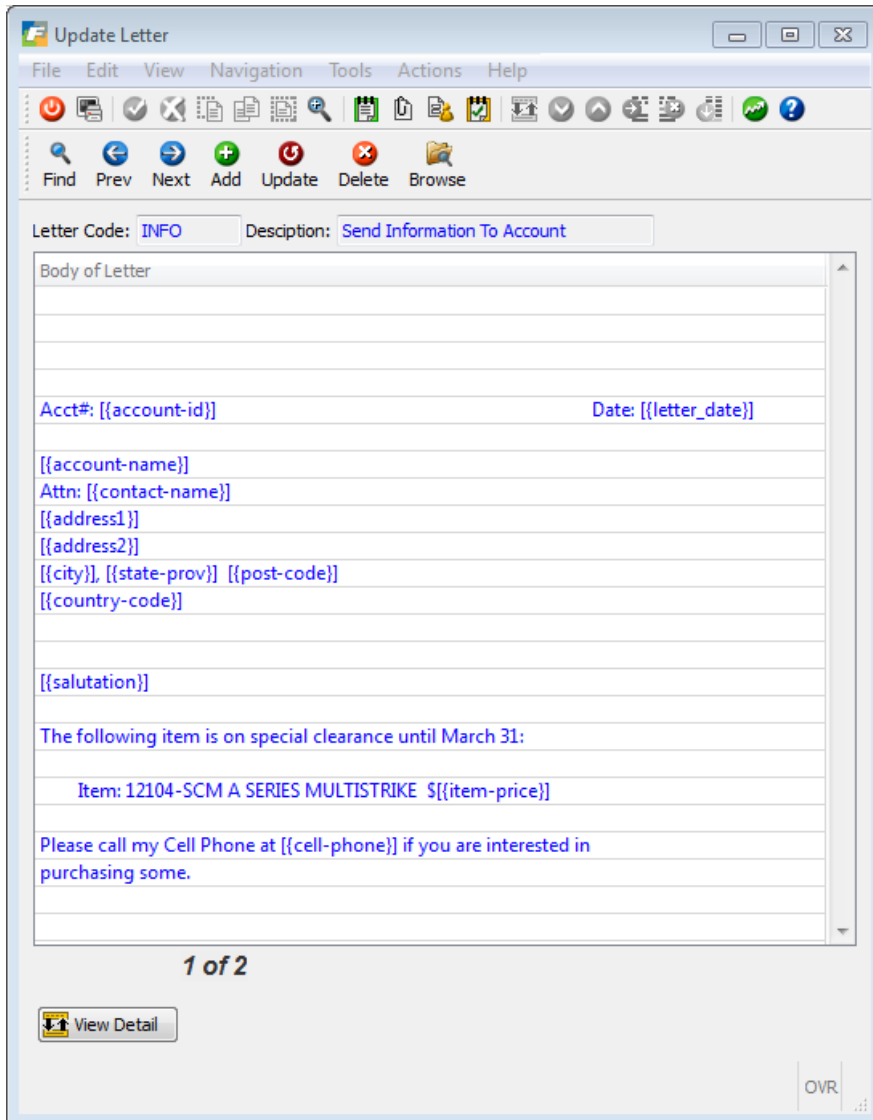 Update Letter
File Edit View Navigation Tools Actions Help
Find Prev Next Add Update Delete Browse
Letter Code: INFO Desciption: Send Information To Account
Body of Letter
Acct#: [{account-id}] Date: [{letter_date}]
[{account-name}]
Attn: [{contact-name}]
[{address1}]
[{address2}]
[{city}], [{state-prov}] [{post-code}]
[{country-code}]
[{salutation}]
The following item is on special clearance until March 31:
Item: 12104-SCM A SERIES MULTISTRIKE $[{item-price}]
Please call my Cell Phone at [{cell-phone}] if you are interested in
purchasing some.
1 of 2
View Detail
OVR